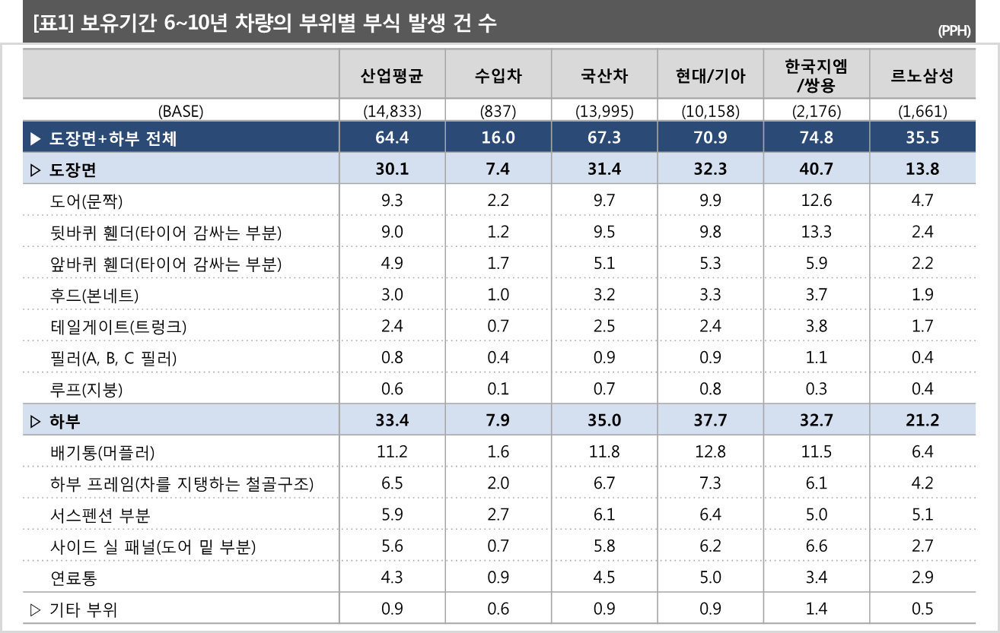 [표1] 보유기간 6~10년 차량의 부위별 부식 발생 건 수
(PPH)
산업평균 수입차 국산차 현대/기아 한국지엠 르노삼성
/쌍용
(BASE) (14,833) (837) (13,995) (10,158) (2,176) (1,661)
▶ 도장면+하부 전체 64.4 16.0 67.3 70.9 74.8 35.5
▷ 도장면 30.1 7.4 31.4 32.3 40.7 13.8
도어(문짝) 9.3 2.2 9.7 9.9 12.6 4.7
뒷바퀴 휀더(타이어 감싸는 부분) 9.0 1.2 9.5 9.8 13.3 2.4
앞바퀴 휀더(타이어 감싸는 부분) 4.9 1.7 5.1 5.3 5.9 2.2
후드(본네트) 3.0 1.0 3.2 3.3 3.7 1.9
테일게이트(트렁크) 2.4 0.7 2.5 2.4 3.8 1.7
필러(A, B, C 필러) 0.8 0.4 0.9 0.9 1.1 0.4
루프(지붕) 0.6 0.1 0.7 0.8 0.3 0.4
▷ 하부 33.4 7.9 35.0 37.7 32.7 21.2
배기통(머플러) 11.2 1.6 11.8 12.8 11.5 6.4
하부 프레임(차를 지탱하는 철골구조) 6.5 2.0 6.7 7.3 6.1 4.2
서스펜션 부분 5.9 2.7 6.1 6.4 5.0 5.1
사이드 실 패널(도어 밑 부분) 5.6 0.7 5.8 6.2 6.6 2.7
연료통 4.3 0.9 4.5 5.0 3.4 2.9
▷ 기타 부위 0.9 0.6 0.9 0.9 1.4 0.5